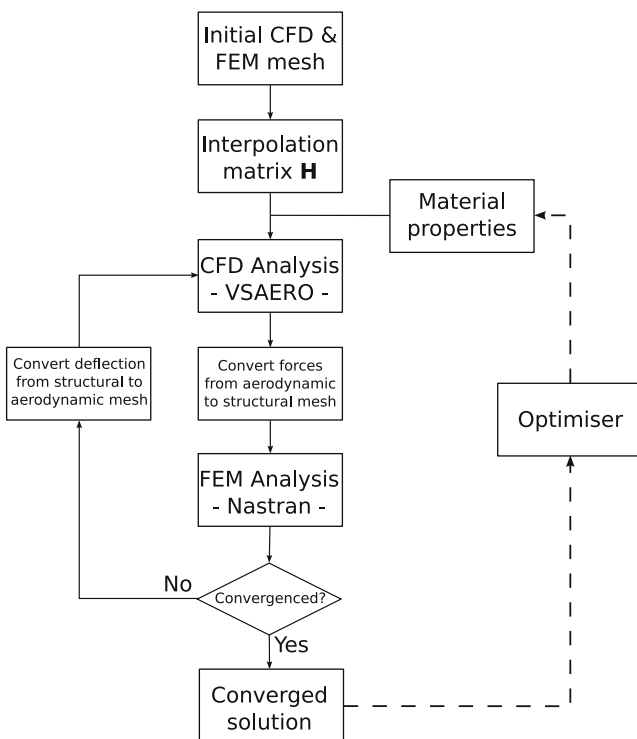 Initial CFD &
FEM mesh
Interpolation
matrix H
Material
properties
CFD Analysis
- VSAERO -
Convert deflection
from structural to
aerodynamic mesh
Convert forces
from aerodynamic
to structural mesh
Optimiser
FEM Analysis
- Nastran -
No
Convergenced?
Yes
Converged
solution